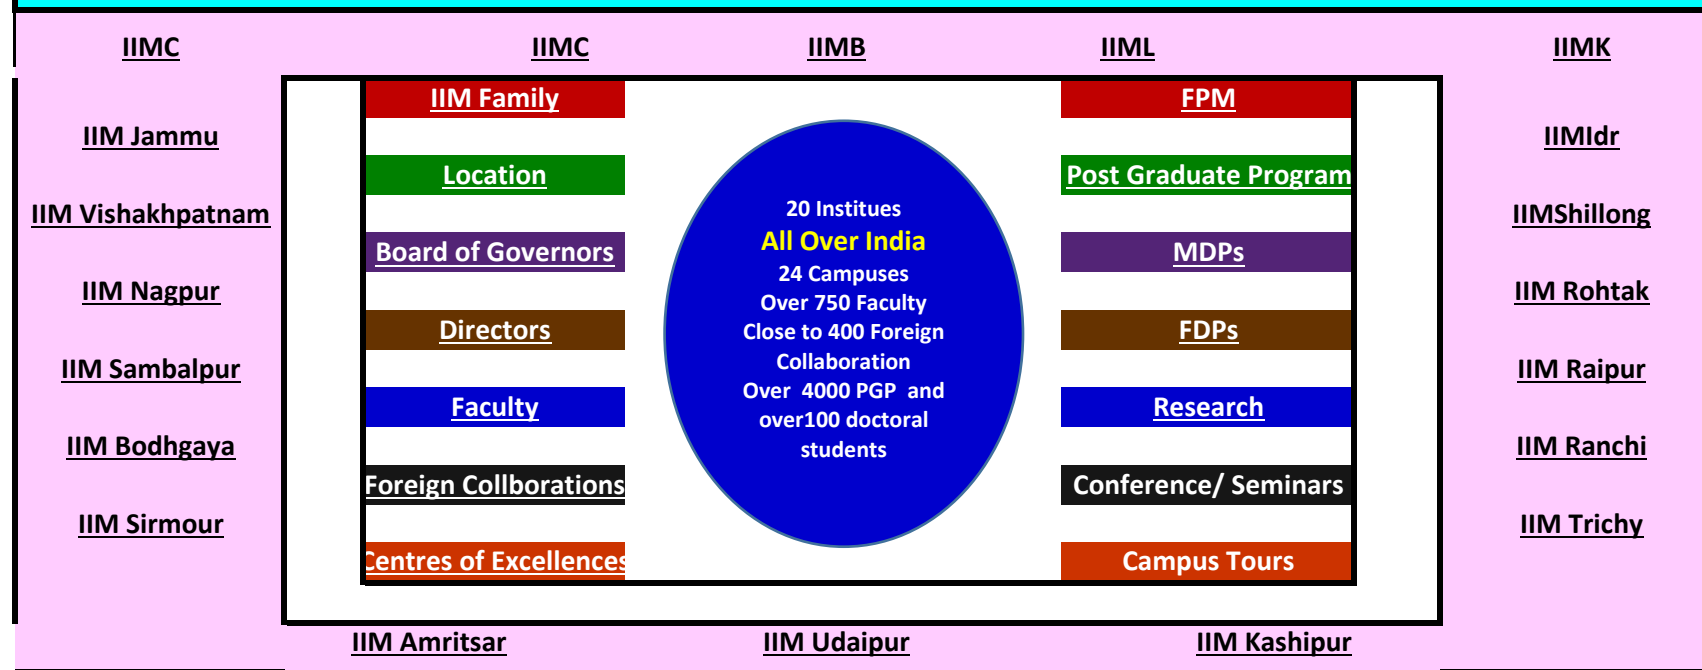 IIMC
IIMC
IIMB
IIML
IIMK
IIM Jammu
IIM Vishakhpatnam
IIM Nagpur
IIM Sambalpur
IIM Bodhgaya
IIM Sirmour
IIM Family
Location
Board of Governors
Directors
Faculty
Foreign Collborations
Centres of Excellences
20 Institues
All Over India
24 Campuses
Over 750 Faculty
Close to 400 Foreign
Collaboration
Over 4000 PGP and
over100 doctoral
students
FPM
Post Graduate Program
MDPs
FDPs
Research
Conference/ Seminars
Campus Tours
IIMIdr
IIMShillong
IIM Rohtak
IIM Raipur
IIM Ranchi
IIM Trichy
IIM Amritsar
IIM Udaipur
IIM Kashipur